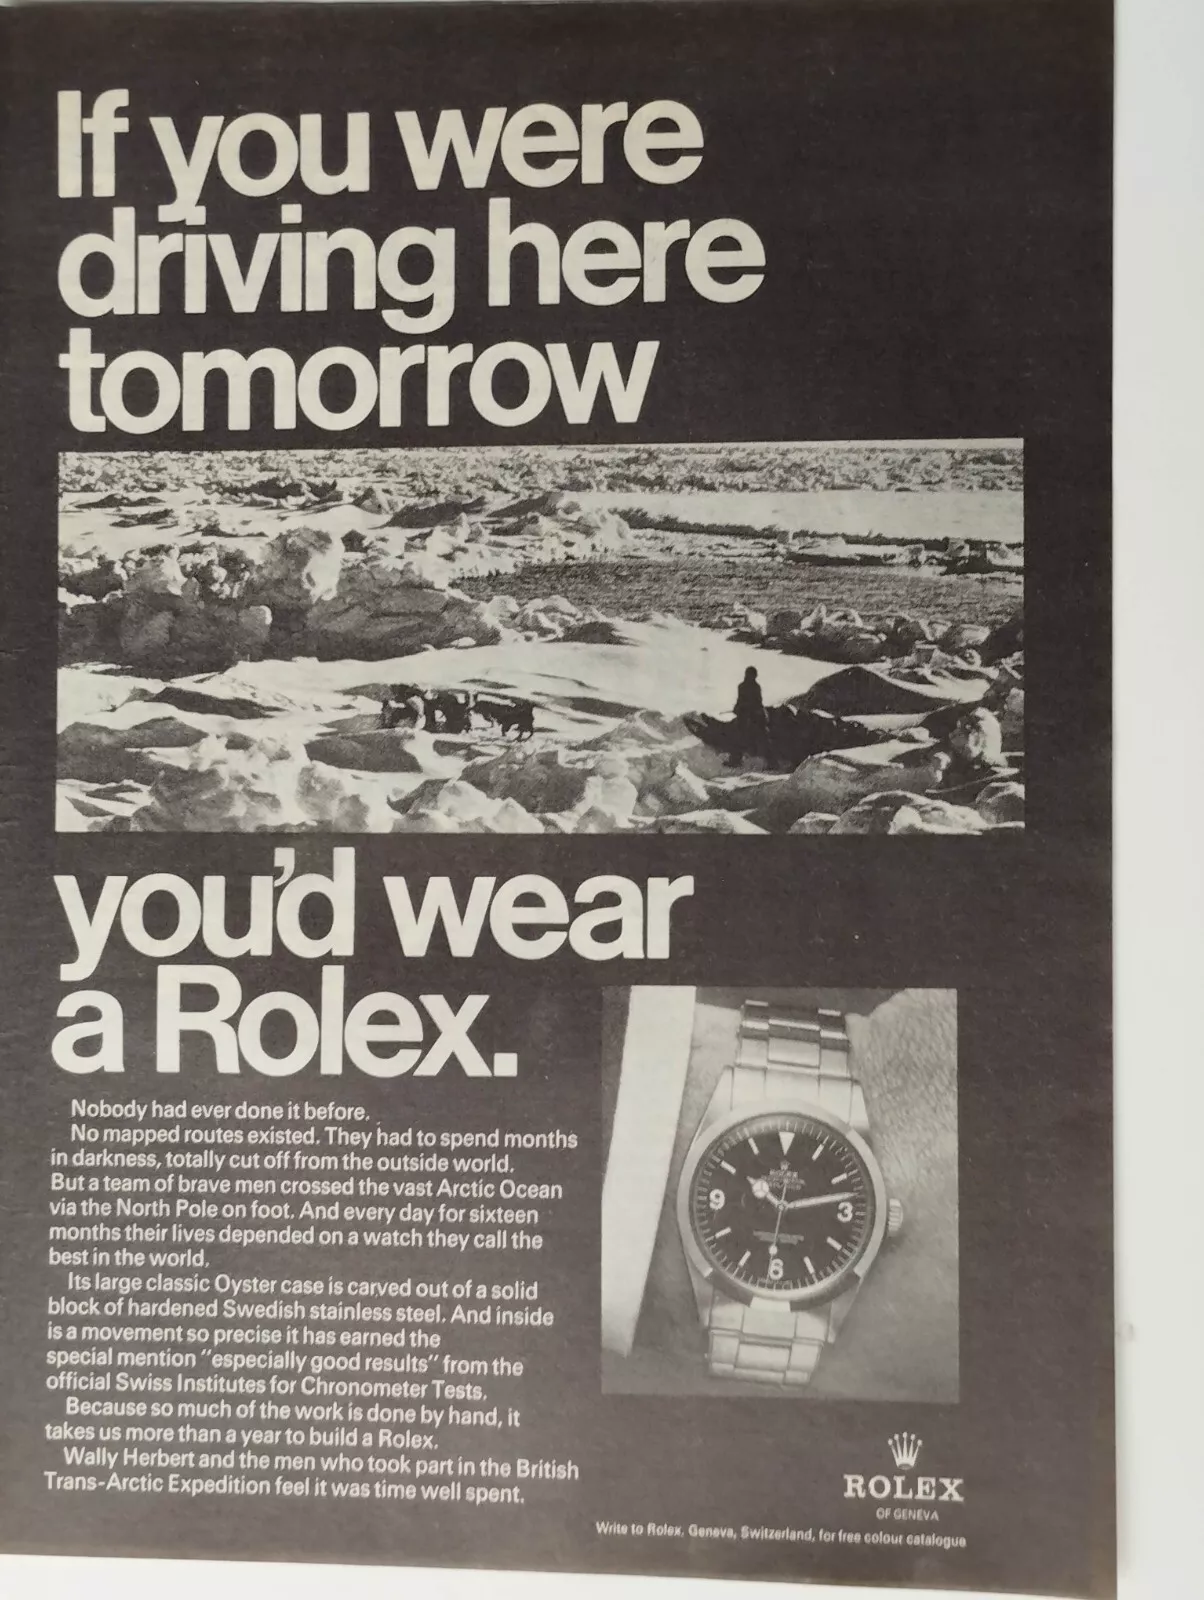 If you were
driving here
tomorrow
you'd wear
a Rolex.
Nobody had ever done it before.
No mapped routes existed. They had to spend months
in darkness, totally cut off from the outside world.
But a team of brave men crossed the vast Arctic Ocean
via the North Pole on foot. And every day for sixteen
months their lives depended on a watch they call the
best in the world.
Its large classic Oyster case is carved out of a solid
block of hardened Swedish stainless steel. And inside
is a movement so precise it has earned the
special mention "especially good results" from the
official Swiss Institutes for Chronometer Tests.
Because so much of the work is done by hand, it
takes us more than a year to build a Rolex.
Wally Herbert and the men who took part in the British
Trans-Arctic Expedition feel it was time well spent.
ROLEX
9
3
6
ROLEX
OF GENEVA
Write to Rolex, Geneva, Switzerland, for free colour catalogue